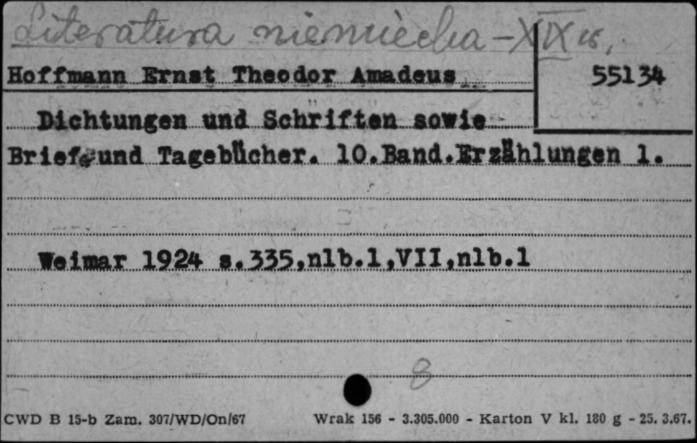 Literatura niemiecka - XIX w.
Hoffmann Ernst Theodor Amadeus
55134
Dichtungen und Schriften sowie
Briefe und Tagebücher. 10.Band.Erzählungen 1.
Weimar 1924 s.335,nlb.1,VII,nlb.1
8
CWD B 15-b Zam. 307/WD/On/67 Wrak 156 - 3.305.000 - Karton V kl. 180 g - 25. 3.67.